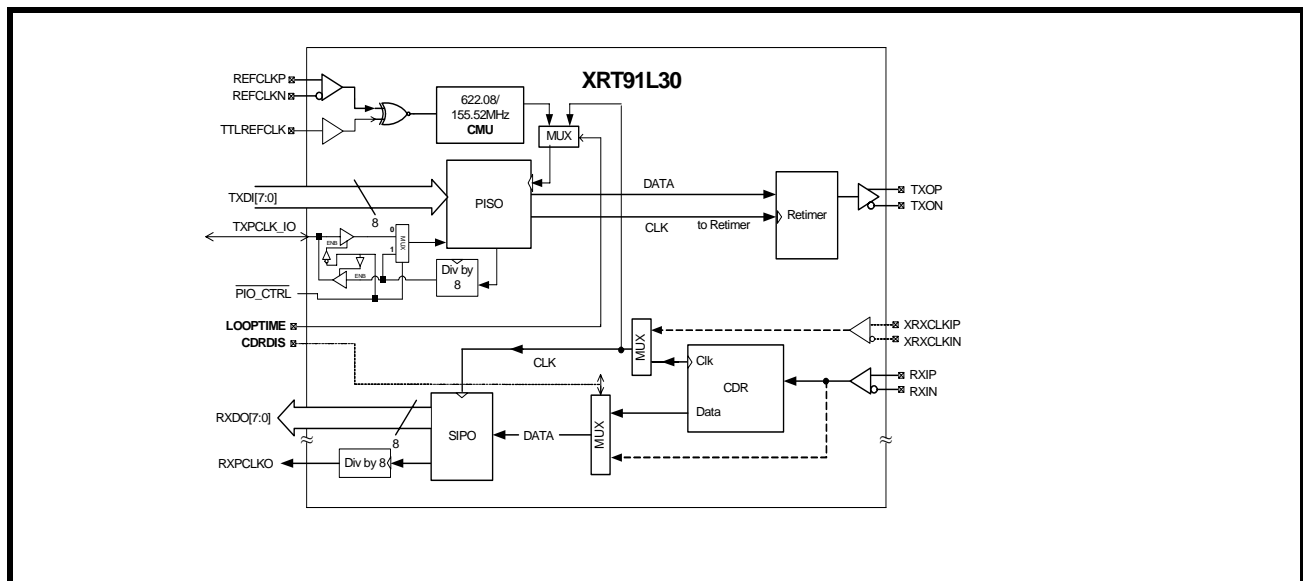 XRT91L30
REFCLKP
REFCLKN
TTLREFCLK
622.08/
155.52MHz
CMU
MUX
TXDI[7:0]
8
PISO
DATA
CLK
to Retimer
Retimer
TXOP
TXON
TXPCLK_IO
ENB
ENB
0
1
MUX
Div by
8
PIO_CTRL
LOOPTIME
CDRDIS
XRXCLKIP
XRXCLKIN
MUX
CLK
Clk
CDR
Data
RXIP
RXIN
RXDO[7:0]
8
SIPO
DATA
MUX
RXPCLKO
Div by 8